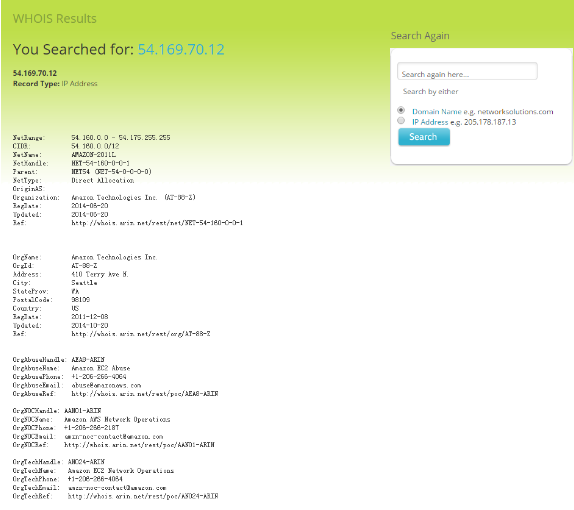 WHOIS Results
You Searched for: 54.169.70.12
54.169.70.12
Record Type: IP Address
NetRange: 54.160.0.0 - 54.175.255.255
CIDR: 54.160.0.0/12
NetName: AMAZON-2011L
NetHandle: NET-54-160-0-0-1
Parent: NET54 (NET-54-0-0-0-0)
NetType: Direct Allocation
OriginAS:
Organization: Amazon Technologies Inc. (AT-88-Z)
RegDate: 2014-06-20
Updated: 2014-06-20
Ref: http://whois.arin.net/rest/net/NET-54-160-0-0-1
OrgName: Amazon Technologies Inc.
OrgId: AT-88-Z
Address: 410 Terry Ave N.
City: Seattle
StateProv: WA
PostalCode: 98109
Country: US
RegDate: 2011-12-08
Updated: 2014-10-20
Ref: http://whois.arin.net/rest/org/AT-88-Z
OrgAbuseHandle: AEA8-ARIN
OrgAbuseName: Amazon EC2 Abuse
OrgAbusePhone: +1-206-266-4064
OrgAbuseEmail: abuse@amazonaws.com
OrgAbuseRef: http://whois.arin.net/rest/poc/AEA8-ARIN
OrgNOCHandle: AANO1-ARIN
OrgNOCName: Amazon AWS Network Operations
OrgNOCPhone: +1-206-266-2187
OrgNOCEmail: amzn-noc-contact@amazon.com
OrgNOCRef: http://whois.arin.net/rest/poc/AANO1-ARIN
OrgTechHandle: ANO24-ARIN
OrgTechName: Amazon EC2 Network Operations
OrgTechPhone: +1-206-266-4064
OrgTechEmail: amzn-noc-contact@amazon.com
OrgTechRef: http://whois.arin.net/rest/poc/ANO24-ARIN
Search Again
Search again here...
Search by either
Domain Name e.g. networksolutions.com
IP Address e.g. 205.178.187.13
Search